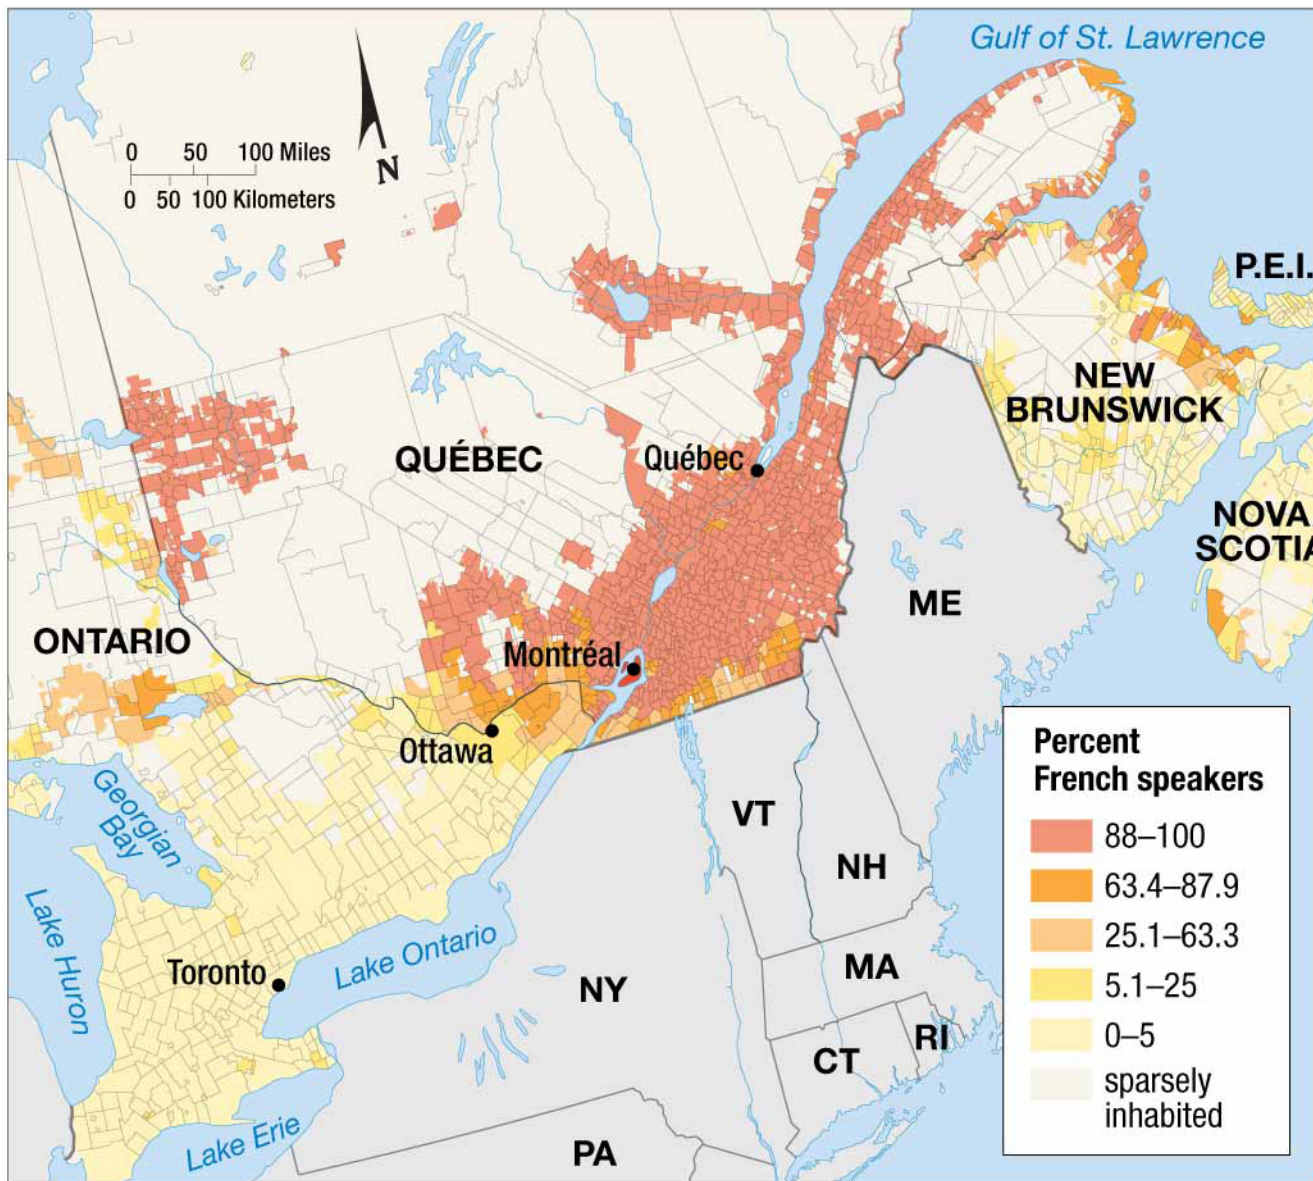 Gulf of St. Lawrence
0 50 100 Miles
0 50 100 Kilometers
N
P.E.I.
NEW
BRUNSWICK
QUÉBEC
Québec
NOVA
SCOTIA
ME
ONTARIO
Montréal
Ottawa
Georgian
Bay
VT
NH
Lake Huron
Toronto
Lake Ontario
NY
MA
CT
RI
Lake Erie
PA
Percent
French speakers
88–100
63.4–87.9
25.1–63.3
5.1–25
0–5
sparsely
inhabited